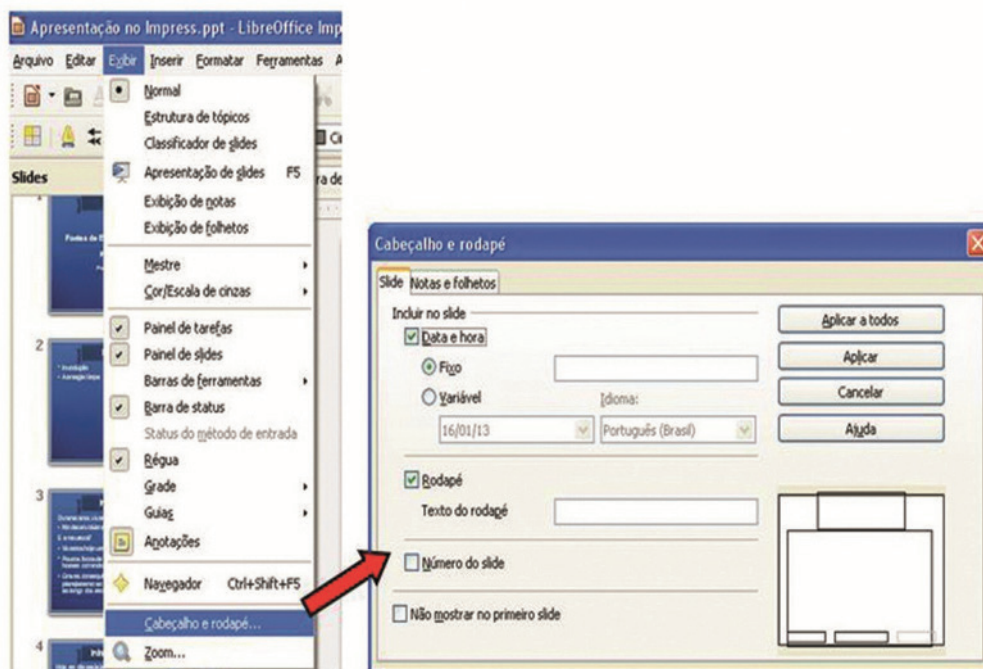 Apresentação no Impress.ppt - LibreOffice Imp
Arquivo Editar Exibir Inserir Formatar Ferramentas A
Normal
Estrutura de tópicos
Classificador de slides
Apresentação de slides F5
Exibição de notas
Exibição de folhetos
Mestre
Cor/Escala de cinzas
Painel de tarefas
Painel de slides
Barras de ferramentas
Barra de status
Status do método de entrada
Régua
Grade
Guias
Anotações
Navegador Ctrl+Shift+F5
Cabeçalho e rodapé...
Zoom...
Slides
2
3
4
Cabeçalho e rodapé
Slide Notas e folhetos
Incluir no slide
Data e hora
Fixo
Variável
Idioma:
16/01/13 Português (Brasil)
Rodapé
Texto do rodapé
Número do slide
Não mostrar no primeiro slide
Aplicar a todos
Aplicar
Cancelar
Ajuda